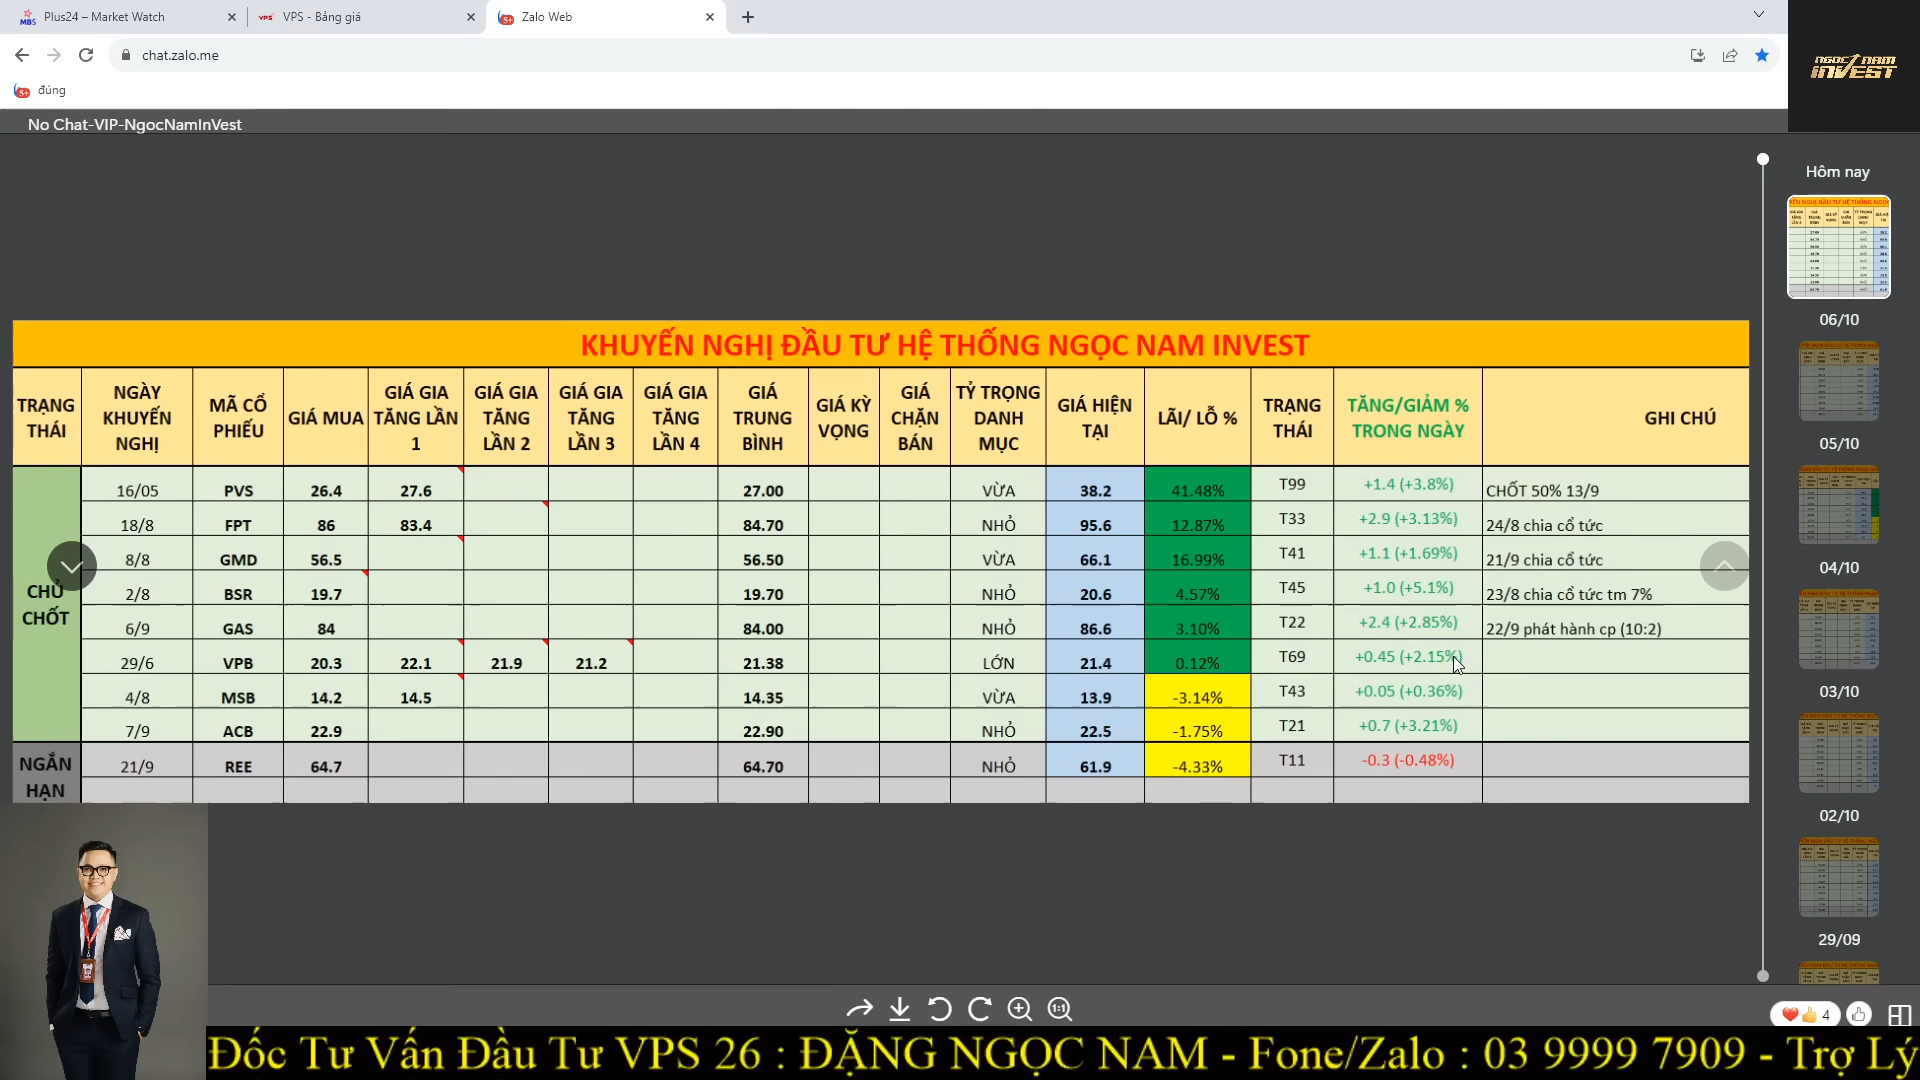 MBS Plus24 – Market Watch
VPS VPS - Bảng giá
5+ Zalo Web
chat.zalo.me
5+ đúng
NGỌC NAM
INVEST
No Chat-VIP-NgocNamInVest
Hôm nay
KHUYẾN NGHỊ ĐẦU TƯ HỆ THỐNG NGỌC NAM INVEST
TRẠNG THÁI NGÀY KHUYẾN NGHỊ MÃ CỔ PHIẾU GIÁ MUA GIÁ GIA TĂNG LẦN 1 GIÁ GIA TĂNG LẦN 2 GIÁ GIA TĂNG LẦN 3 GIÁ GIA TĂNG LẦN 4 GIÁ TRUNG BÌNH GIÁ KỲ VỌNG GIÁ CHẶN BÁN TỶ TRỌNG DANH MỤC GIÁ HIỆN TẠI LÃI/ LỖ % TRẠNG THÁI TĂNG/GIẢM % TRONG NGÀY GHI CHÚ
CHỦ CHỐT
16/05 PVS 26.4 27.6 27.00 VỪA 38.2 41.48% T99 +1.4 (+3.8%) CHỐT 50% 13/9
18/8 FPT 86 83.4 84.70 NHỎ 95.6 12.87% T33 +2.9 (+3.13%) 24/8 chia cổ tức
8/8 GMD 56.5 56.50 VỪA 66.1 16.99% T41 +1.1 (+1.69%) 21/9 chia cổ tức
2/8 BSR 19.7 19.70 NHỎ 20.6 4.57% T45 +1.0 (+5.1%) 23/8 chia cổ tức tm 7%
6/9 GAS 84 84.00 NHỎ 86.6 3.10% T22 +2.4 (+2.85%) 22/9 phát hành cp (10:2)
29/6 VPB 20.3 22.1 21.9 21.2 21.38 LỚN 21.4 0.12% T69 +0.45 (+2.15%)
4/8 MSB 14.2 14.5 14.35 VỪA 13.9 -3.14% T43 +0.05 (+0.36%)
7/9 ACB 22.9 22.90 NHỎ 22.5 -1.75% T21 +0.7 (+3.21%)
NGẮN HẠN
21/9 REE 64.7 64.70 NHỎ 61.9 -4.33% T11 -0.3 (-0.48%)
06/10
05/10
04/10
03/10
02/10
29/09
1:1
4
Đốc Tư Vấn Đầu Tư VPS 26 : ĐẶNG NGỌC NAM - Fone/Zalo : 03 9999 7909 - Trợ Lý